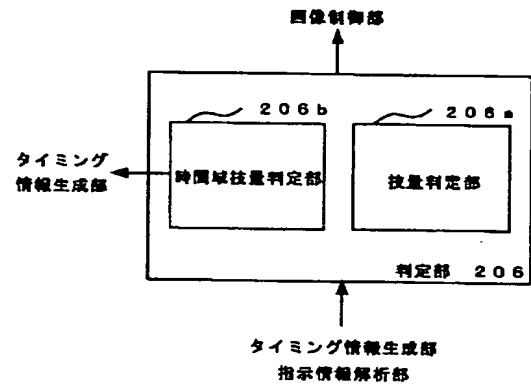 画像制御部
206b
206a
タイミング
情報生成部
時間域技量判定部
技量判定部
判定部 206
タイミング情報生成部
指示情報解析部